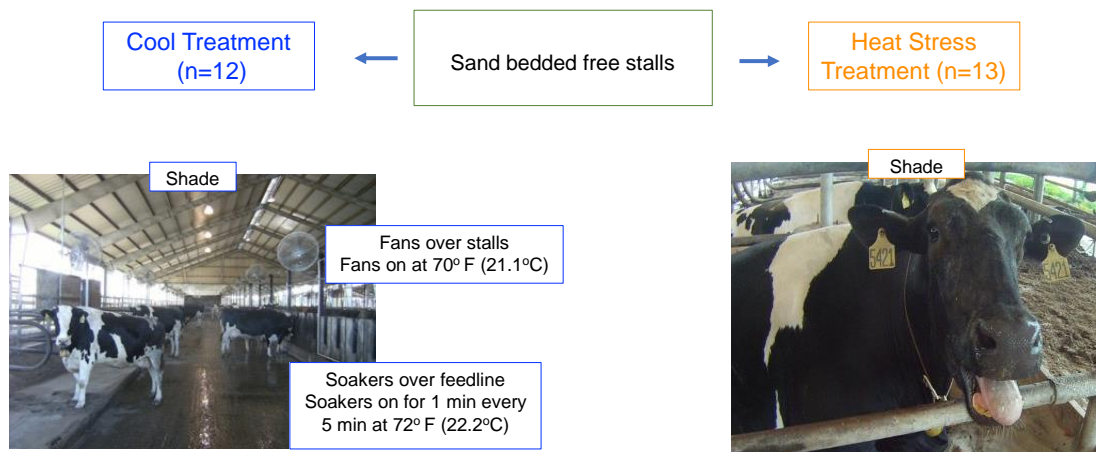 Cool Treatment
(n=12)
Sand bedded free stalls
Heat Stress
Treatment (n=13)
Shade
Fans over stalls
Fans on at 70º F (21.1ºC)
Soakers over feedline
Soakers on for 1 min every
5 min at 72º F (22.2ºC)
Shade
5421
5421